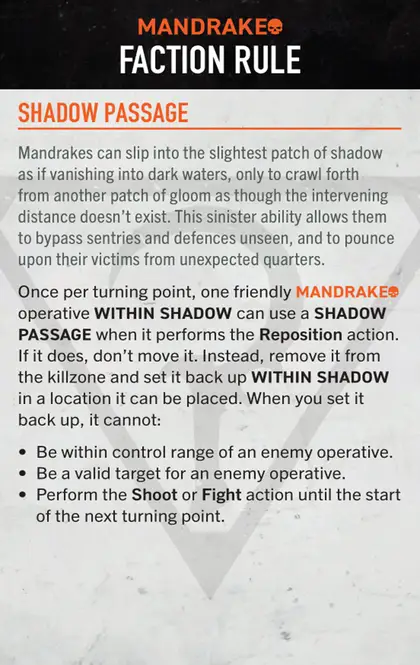 MANDRAKE
FACTION RULE
SHADOW PASSAGE
Mandrakes can slip into the slightest patch of shadow
as if vanishing into dark waters, only to crawl forth
from another patch of gloom as though the intervening
distance doesn't exist. This sinister ability allows them
to bypass sentries and defences unseen, and to pounce
upon their victims from unexpected quarters.
Once per turning point, one friendly MANDRAKE
operative WITHIN SHADOW can use a SHADOW
PASSAGE when it performs the Reposition action.
If it does, don't move it. Instead, remove it from
the killzone and set it back up WITHIN SHADOW
in a location it can be placed. When you set it
back up, it cannot:
• Be within control range of an enemy operative.
• Be a valid target for an enemy operative.
• Perform the Shoot or Fight action until the start
of the next turning point.